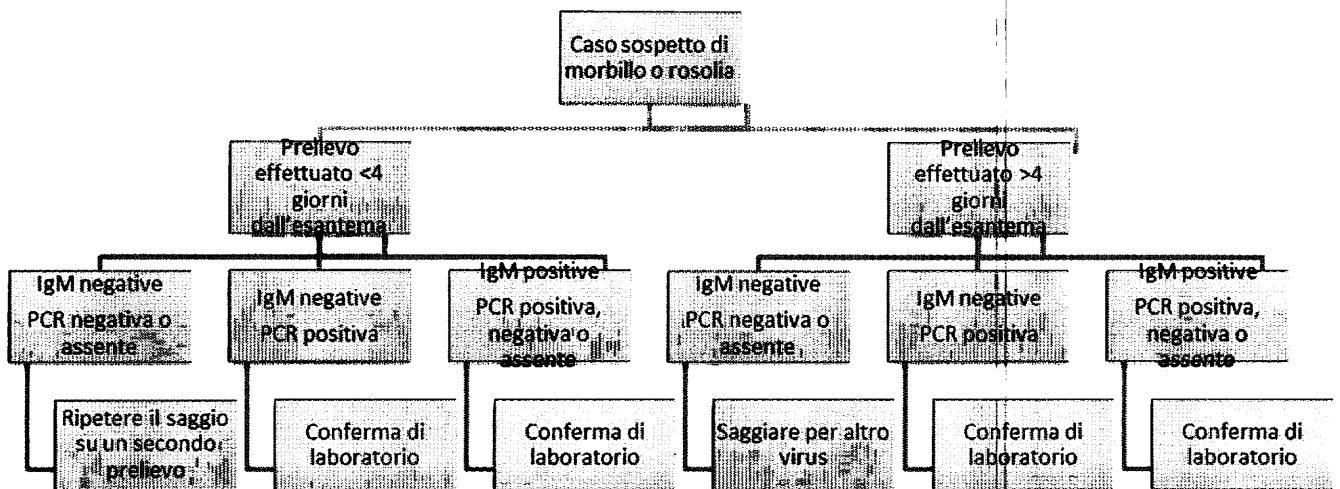 Caso sospetto di
morbillo o rosolia
Prelievo
effettuato <4
giorni
dall'esantema
Prelievo
effettuato >4
giorni
dall'esantema
IgM negative
PCR negativa o
assente
IgM negative
PCR positiva
IgM positive
PCR positiva,
negativa o
assente
IgM negative
PCR negativa o
assente
IgM negative
PCR positiva
IgM positive
PCR positiva,
negativa o
assente
Ripetere il saggio
su un secondo
prelievo
Conferma di
laboratorio
Conferma di
laboratorio
Saggiare per altro
virus
Conferma di
laboratorio
Conferma di
laboratorio